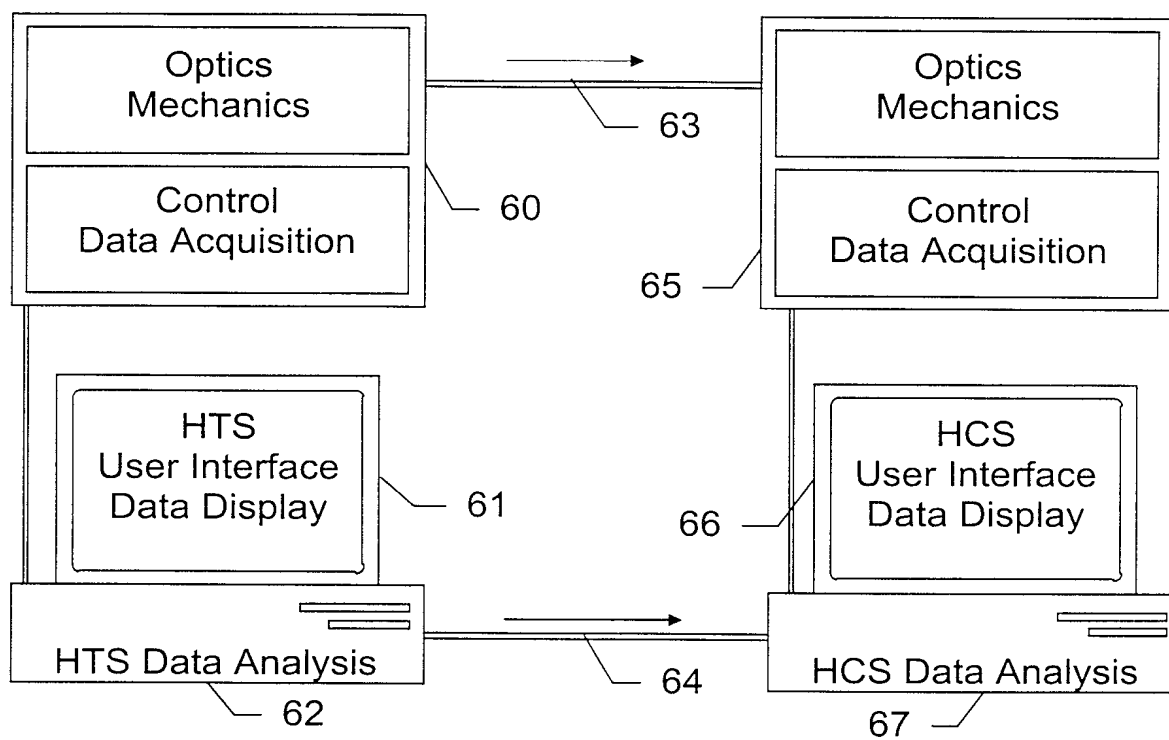 Optics
Mechanics
Control
Data Acquisition
60
63
Optics
Mechanics
Control
Data Acquisition
65
HTS
User Interface
Data Display
61
HTS Data Analysis
62
64
HCS
User Interface
Data Display
66
HCS Data Analysis
67